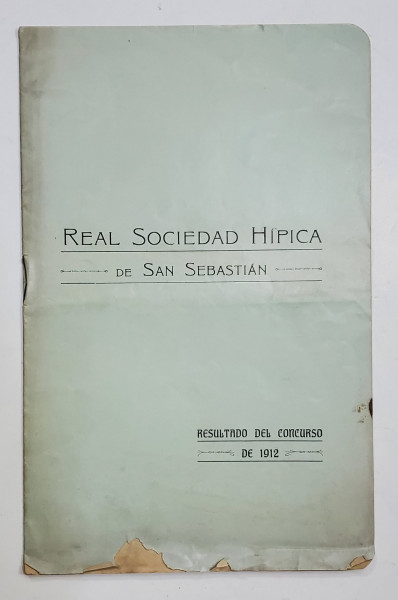 REAL SOCIEDAD HÍPICA
DE SAN SEBASTIÁN
RESULTADO DEL CONCURSO
DE 1912